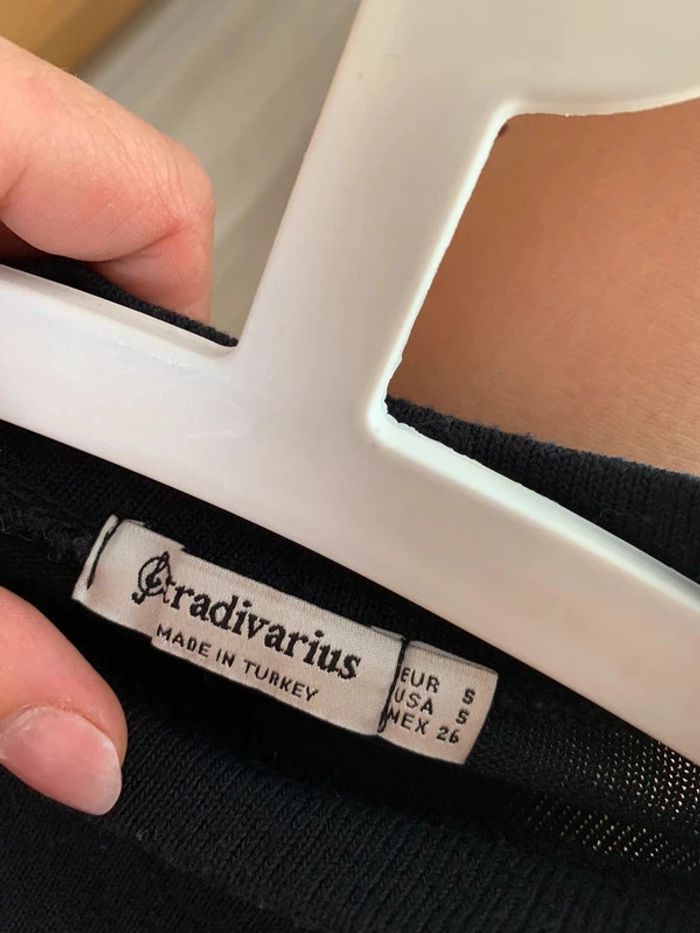 Stradivarius
MADE IN TURKEY
EUR S
USA S
MEX 26